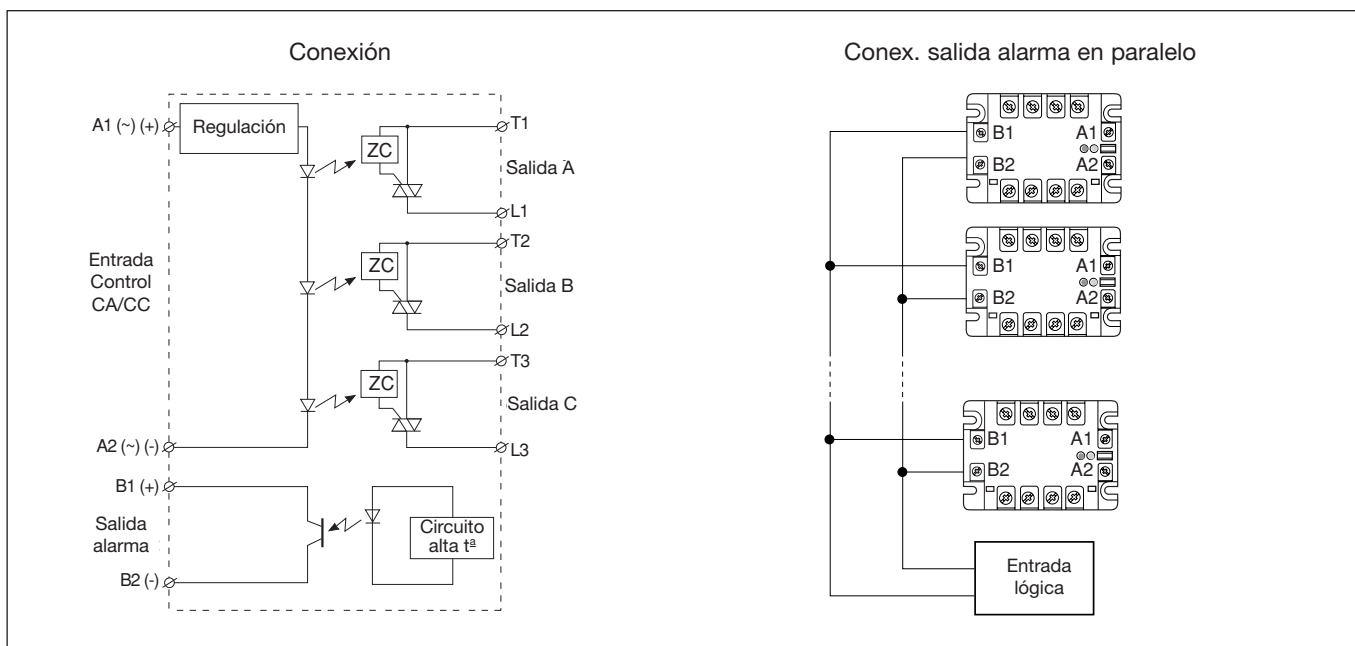 Conexión
A1 (~) (+)
Regulación
ZC
T1
Salida A
L1
T2
ZC
Salida B
L2
T3
ZC
Salida C
L3
Entrada
Control
CA/CC
A2 (~) (-)
B1 (+)
Salida
alarma
B2 (-)
Circuito
alta tª
Conex. salida alarma en paralelo
B1
A1
B2
A2
B1
A1
B2
A2
B1
A1
B2
A2
Entrada
lógica